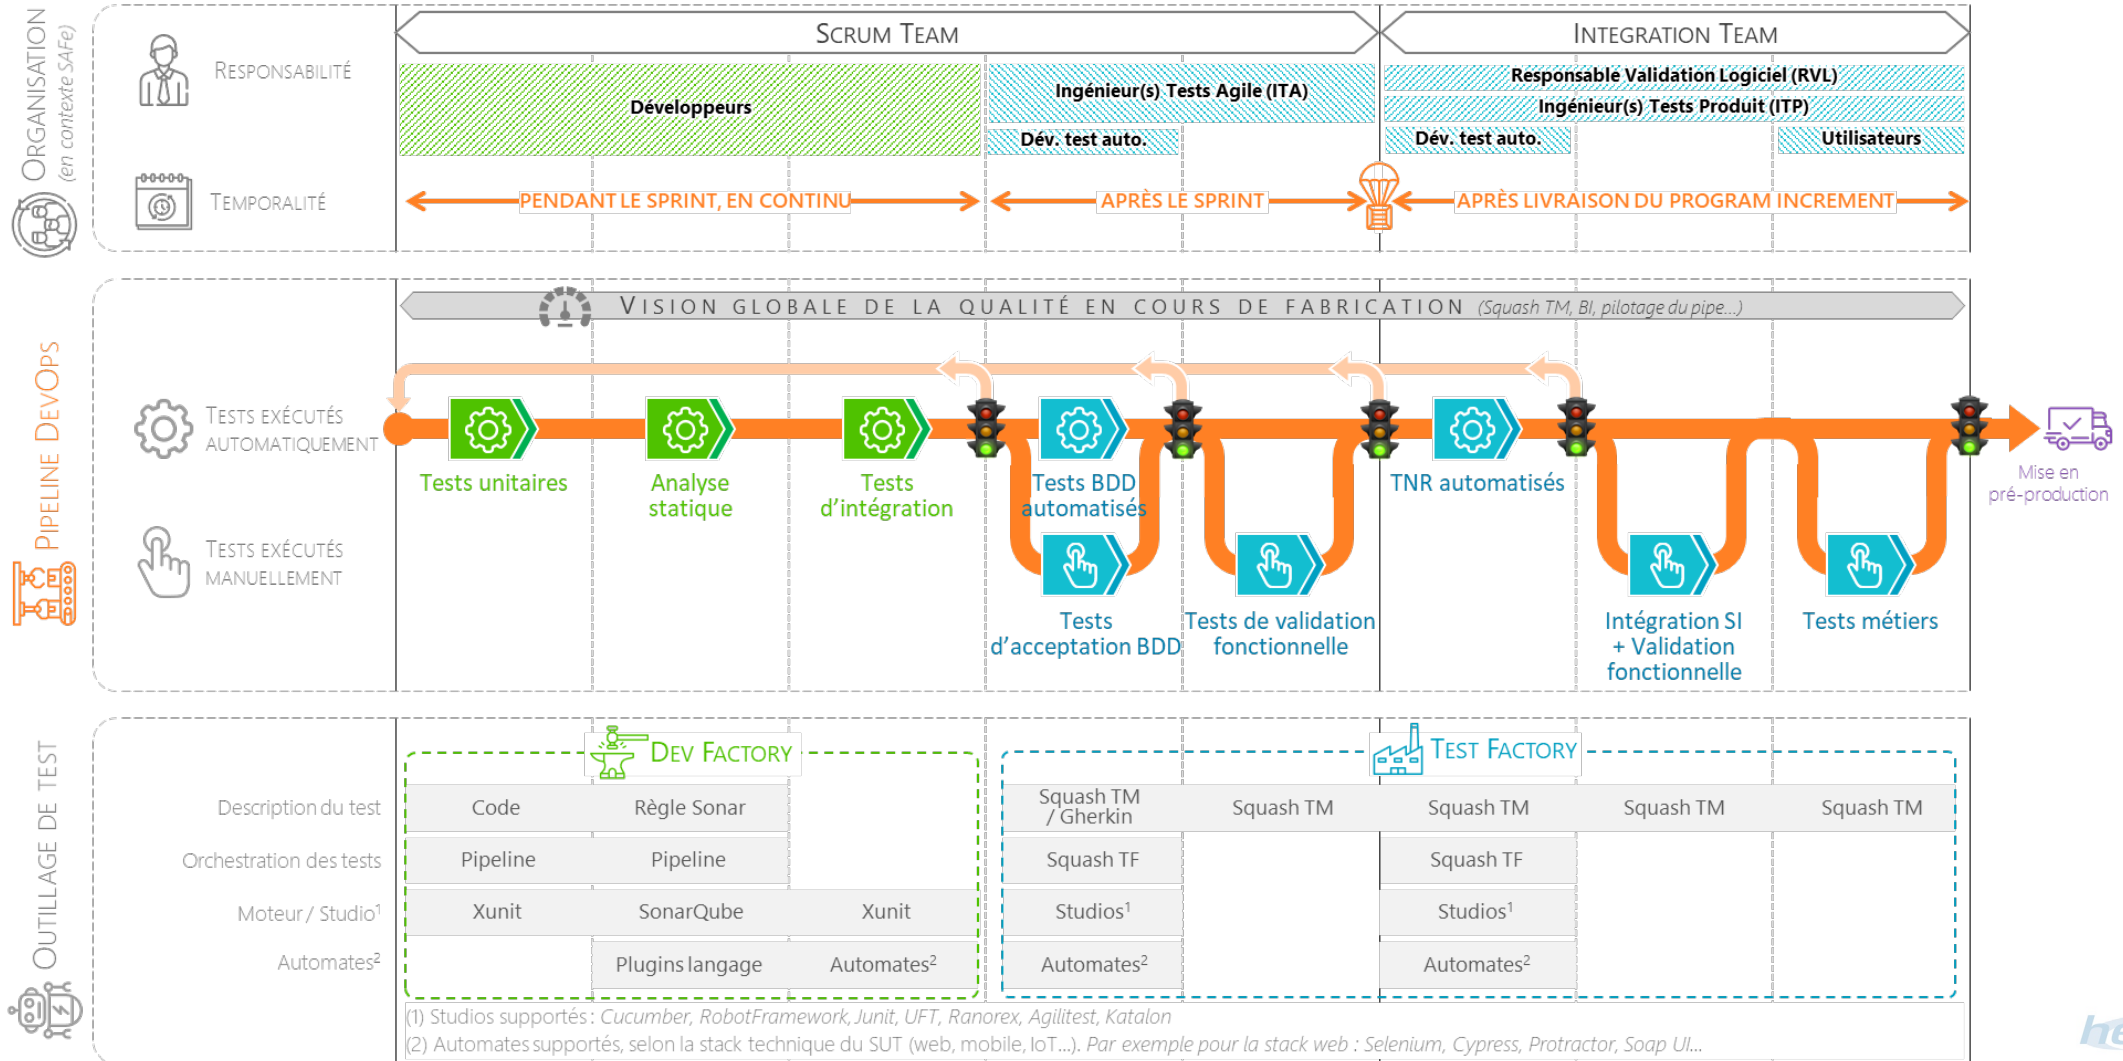 ORGANISATION
(en contexte SAFe)
SCRUM TEAM
INTEGRATION TEAM
RESPONSABILITÉ
Développeurs
Ingénieur(s) Tests Agile (ITA)
Dév. test auto.
Responsable Validation Logiciel (RVL)
Ingénieur(s) Tests Produit (ITP)
Dév. test auto.
Utilisateurs
TEMPORALITÉ
PENDANT LE SPRINT, EN CONTINU
APRÈS LE SPRINT
APRÈS LIVRAISON DU PROGRAM INCREMENT
PIPELINE DEVOPS
VISION GLOBALE DE LA QUALITÉ EN COURS DE FABRICATION (Squash TM, BI, pilotage du pipe...)
TESTS EXÉCUTÉS
AUTOMATIQUEMENT
Tests unitaires
Analyse
statique
Tests
d'intégration
Tests BDD
automatisés
TNR automatisés
Mise en
pré-production
TESTS EXÉCUTÉS
MANUELLEMENT
Tests
d'acceptation BDD
Tests de validation
fonctionnelle
Intégration SI
+ Validation
fonctionnelle
Tests métiers
OUTILLAGE DE TEST
DEV FACTORY
TEST FACTORY
Description du test
Code
Règle Sonar
Squash TM
/ Gherkin
Squash TM
Squash TM
Squash TM
Squash TM
Orchestration des tests
Pipeline
Pipeline
Squash TF
Squash TF
Moteur / Studio¹
Xunit
SonarQube
Xunit
Studios¹
Studios¹
Automates²
Plugins langage
Automates²
Automates²
Automates²
(1) Studios supportés : Cucumber, RobotFramework, Junit, UFT, Ranorex, Agilitest, Katalon
(2) Automates supportés, selon la stack technique du SUT (web, mobile, IoT...). Par exemple pour la stack web : Selenium, Cypress, Protractor, Soap UI...